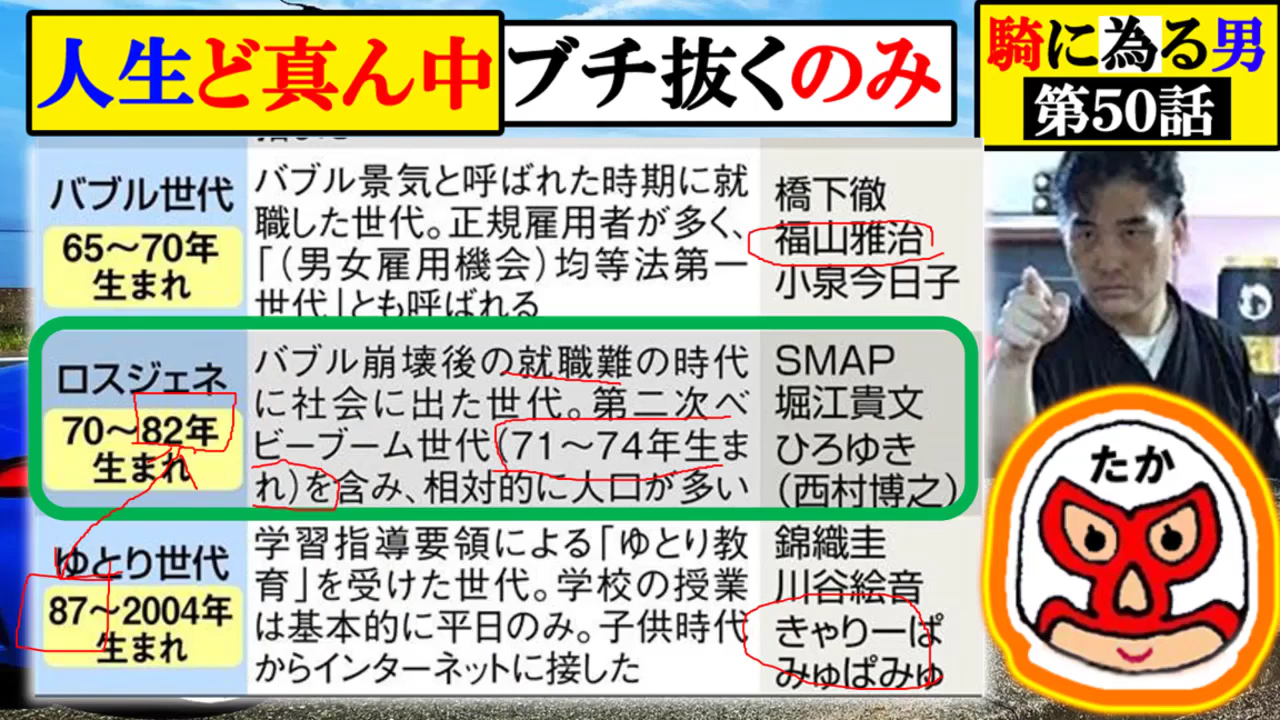 人生ど真ん中ブチ抜くのみ
騎に為る男
第50話
バブル世代
65〜70年
生まれ
バブル景気と呼ばれた時期に就
職した世代。正規雇用者が多く、
「(男女雇用機会)均等法第一
世代」とも呼ばれる
橋下徹
福山雅治
小泉今日子
ロスジェネ
70〜82年
生まれ
バブル崩壊後の就職難の時代
に社会に出た世代。第二次ベ
ビーブーム世代(71〜74年生ま
れ)を含み、相対的に人口が多い
SMAP
堀江貴文
ひろゆき
(西村博之)
ゆとり世代
87〜2004年
生まれ
学習指導要領による「ゆとり教
育」を受けた世代。学校の授業
は基本的に平日のみ。子供時代
からインターネットに接した
錦織圭
川谷絵音
きゃりーぱ
みゅぱみゅ
たか